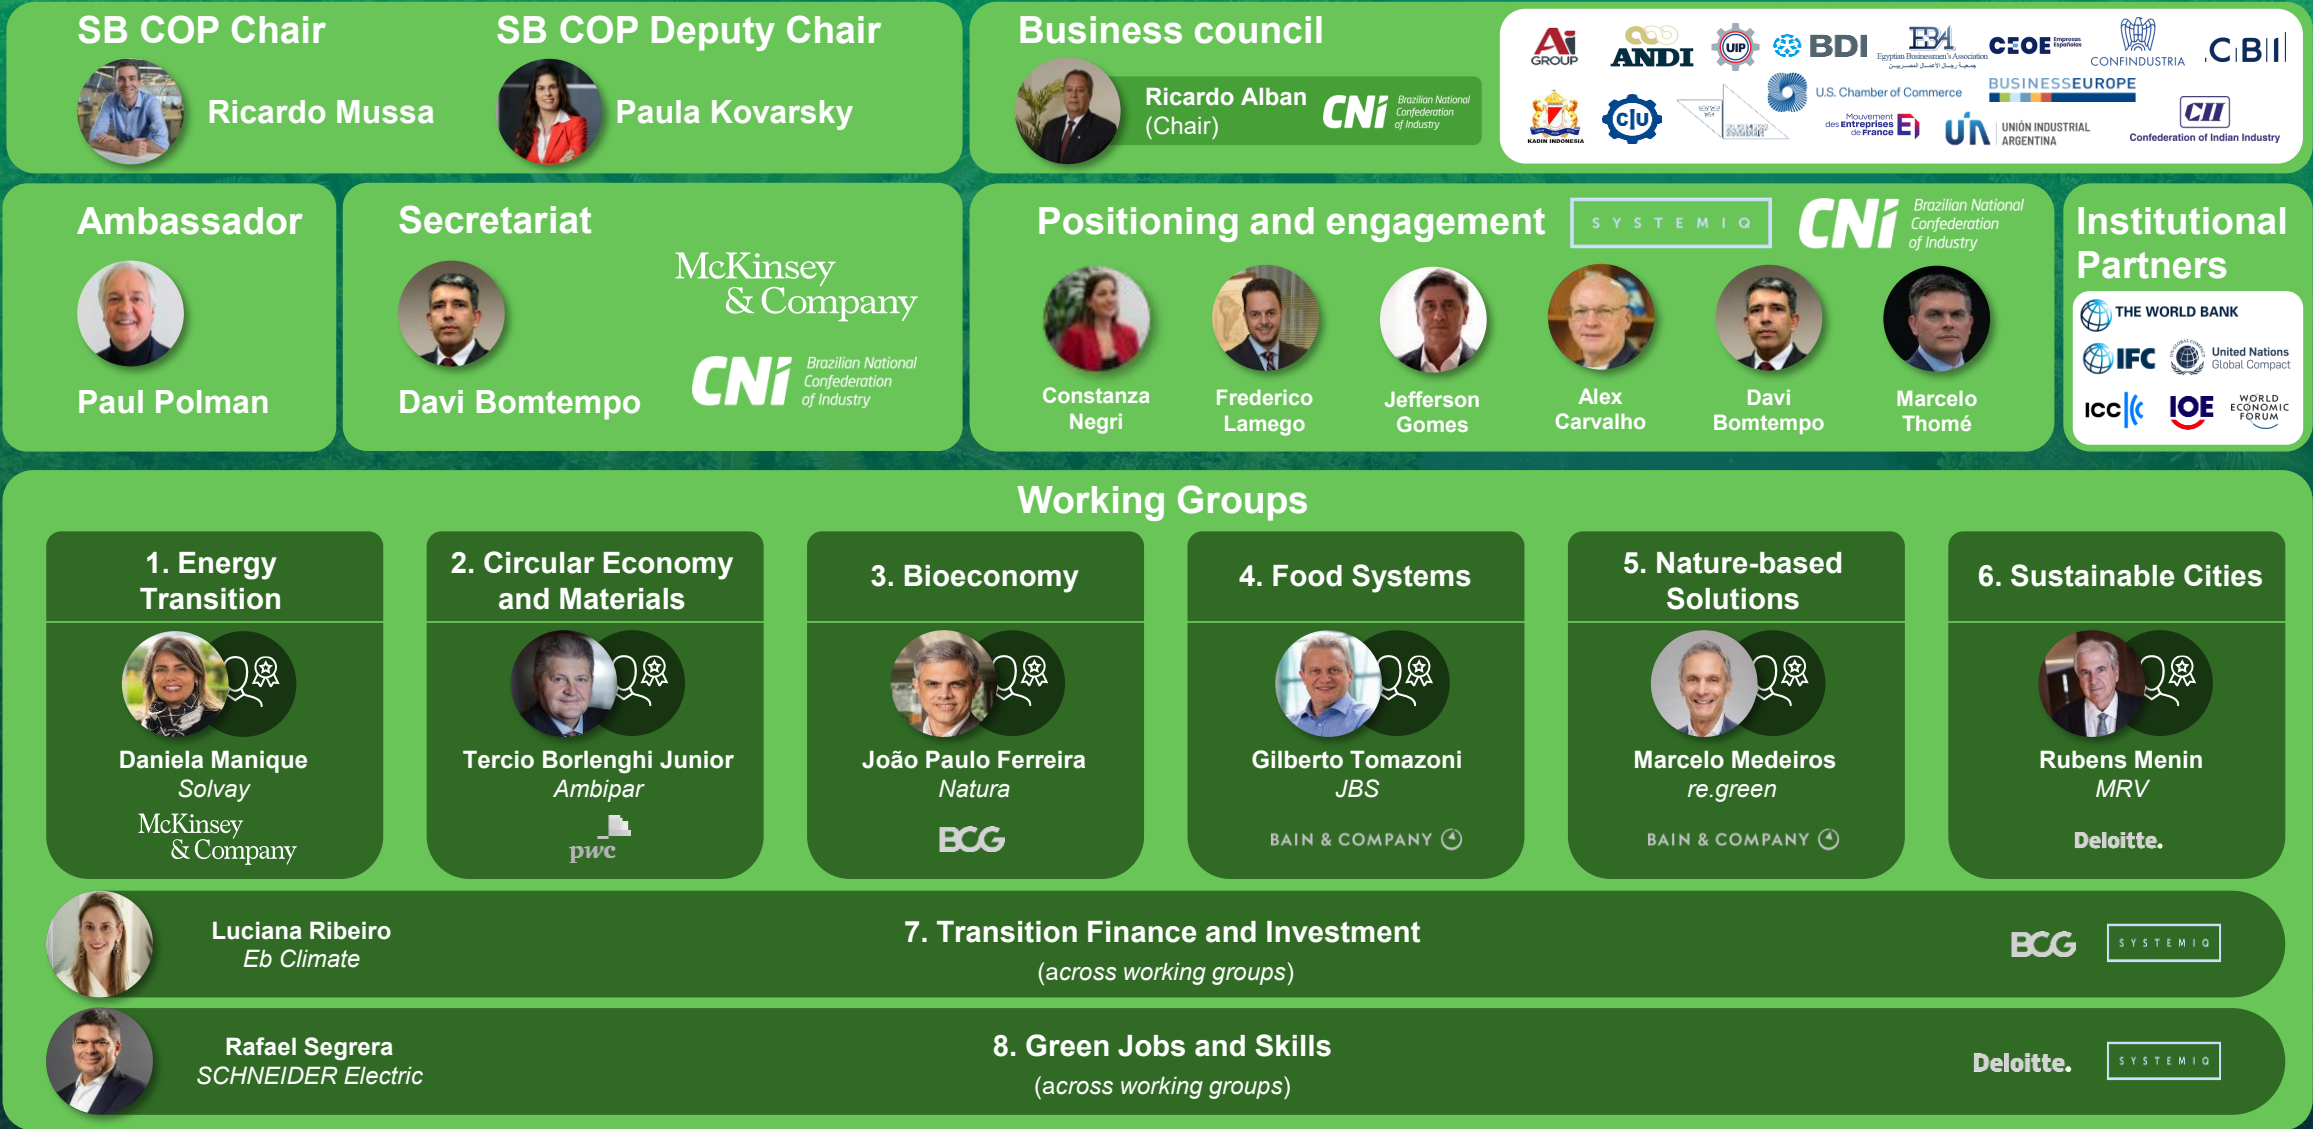 SB COP Chair
Ricardo Mussa
SB COP Deputy Chair
Paula Kovarsky
Business council
Ricardo Alban
(Chair)
CNi
Brazilian National
Confederation
of Industry
Ai
GROUP
ANDI
UIP
BDI
EBA
Egyptian Businessmen's Association
جمعية رجال الأعمال المصريين
CEOE
Empresas
Españolas
CONFINDUSTRIA
CBI
KADIN INDONESIA
CIU
U.S. Chamber of Commerce
BUSINESSEUROPE
Mouvement
des Entreprises
de France
UIA
UNIÓN INDUSTRIAL
ARGENTINA
CII
Confederation of Indian Industry
Ambassador
Paul Polman
Secretariat
Davi Bomtempo
McKinsey
& Company
CNi
Brazilian National
Confederation
of Industry
Positioning and engagement
SYSTEMIQ
CNi
Brazilian National
Confederation
of Industry
Constanza
Negri
Frederico
Lamego
Jefferson
Gomes
Alex
Carvalho
Davi
Bomtempo
Marcelo
Thomé
Institutional
Partners
THE WORLD BANK
IFC
United Nations
Global Compact
ICC
IOE
WORLD
ECONOMIC
FORUM
Working Groups
1. Energy
Transition
Daniela Manique
Solvay
McKinsey
& Company
2. Circular Economy
and Materials
Tercio Borlenghi Junior
Ambipar
pwc
3. Bioeconomy
João Paulo Ferreira
Natura
BCG
4. Food Systems
Gilberto Tomazoni
JBS
BAIN & COMPANY
5. Nature-based
Solutions
Marcelo Medeiros
re.green
BAIN & COMPANY
6. Sustainable Cities
Rubens Menin
MRV
Deloitte.
Luciana Ribeiro
Eb Climate
7. Transition Finance and Investment
(across working groups)
BCG
SYSTEMIQ
Rafael Segrera
SCHNEIDER Electric
8. Green Jobs and Skills
(across working groups)
Deloitte.
SYSTEMIQ